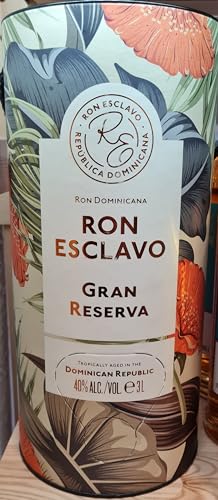 RON ESCLAVO
RE
REPÚBLICA DOMINICANA
RON DOMINICANA
RON
ESCLAVO
GRAN
RESERVA
TROPICALLY AGED IN THE
DOMINICAN REPUBLIC
40% ALC./VOL. ℮ 3L